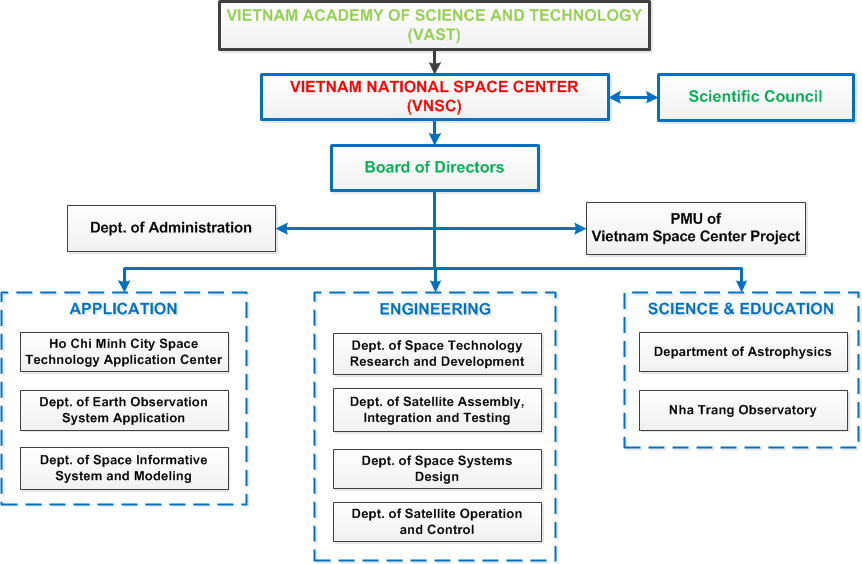 VIETNAM ACADEMY OF SCIENCE AND TECHNOLOGY
(VAST)
VIETNAM NATIONAL SPACE CENTER
(VNSC)
Scientific Council
Board of Directors
Dept. of Administration
PMU of
Vietnam Space Center Project
APPLICATION
Ho Chi Minh City Space
Technology Application Center
Dept. of Earth Observation
System Application
Dept. of Space Informative
System and Modeling
ENGINEERING
Dept. of Space Technology
Research and Development
Dept. of Satellite Assembly,
Integration and Testing
Dept. of Space Systems
Design
Dept. of Satellite Operation
and Control
SCIENCE & EDUCATION
Department of Astrophysics
Nha Trang Observatory